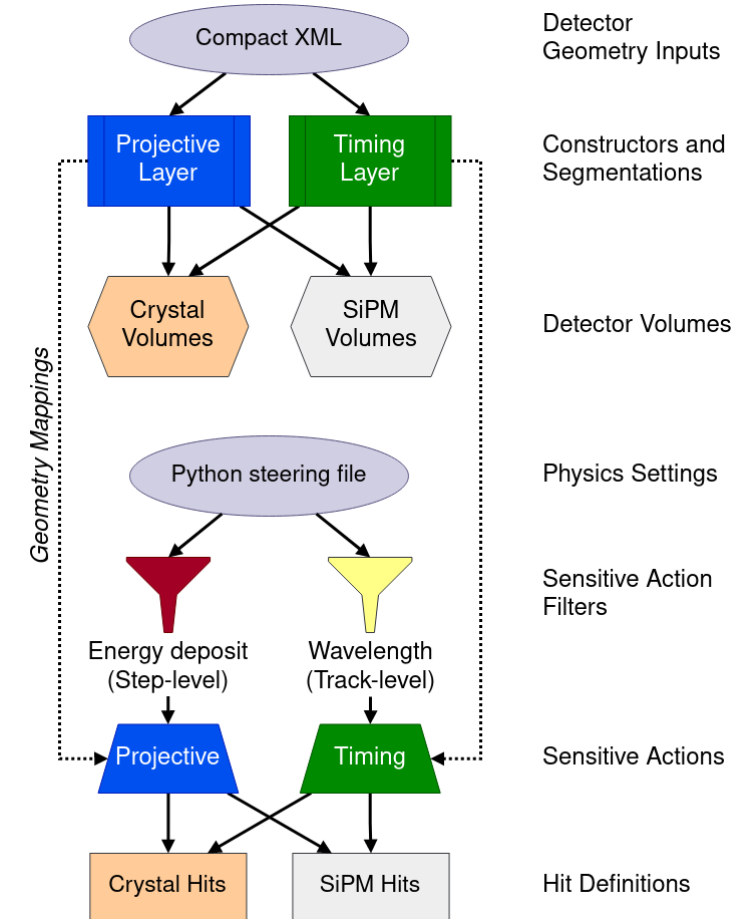 Compact XML
Detector
Geometry Inputs
Projective
Layer
Timing
Layer
Constructors and
Segmentations
Crystal
Volumes
SiPM
Volumes
Detector Volumes
Geometry Mappings
Python steering file
Physics Settings
Sensitive Action
Filters
Energy deposit
(Step-level)
Wavelength
(Track-level)
Projective
Timing
Sensitive Actions
Crystal Hits
SiPM Hits
Hit Definitions